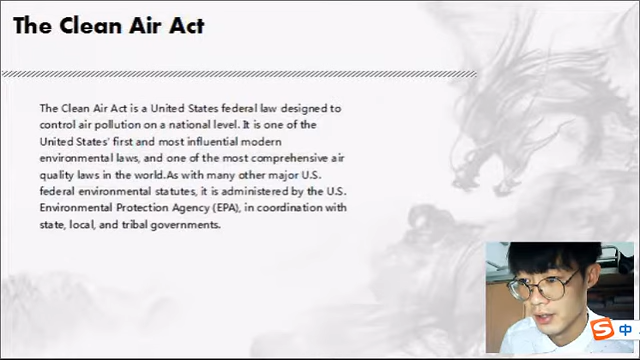 The Clean Air Act
The Clean Air Act is a United States federal law designed to
control air pollution on a national level. It is one of the
United States' first and most influential modern
environmental laws, and one of the most comprehensive air
quality laws in the world.As with many other major U.S.
federal environmental statutes, it is administered by the U.S.
Environmental Protection Agency (EPA), in coordination with
state, local, and tribal governments.
S 中